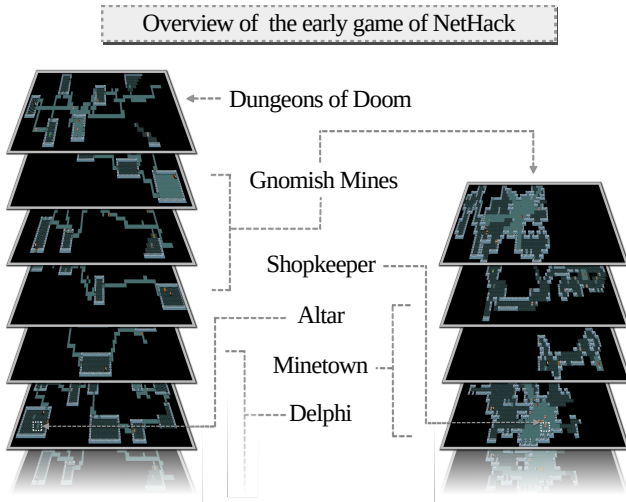 Overview of the early game of NetHack
Dungeons of Doom
Gnomish Mines
Shopkeeper
Altar
Minetown
Delphi